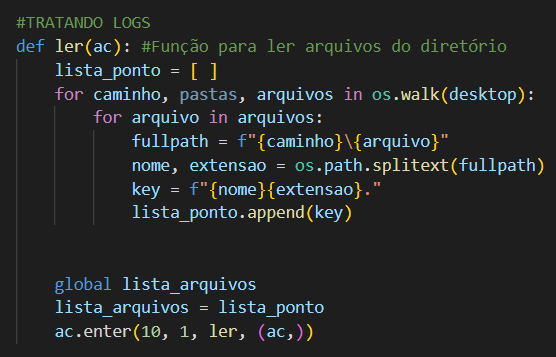 #TRATANDO LOGS
def ler(ac): #Função para ler arquivos do diretório
    lista_ponto = [ ]
    for caminho, pastas, arquivos in os.walk(desktop):
        for arquivo in arquivos:
            fullpath = f"{caminho}\{arquivo}"
            nome, extensao = os.path.splitext(fullpath)
            key = f"{nome}{extensao}."
            lista_ponto.append(key)
    global lista_arquivos
    lista_arquivos = lista_ponto
    ac.enter(10, 1, ler, (ac,))